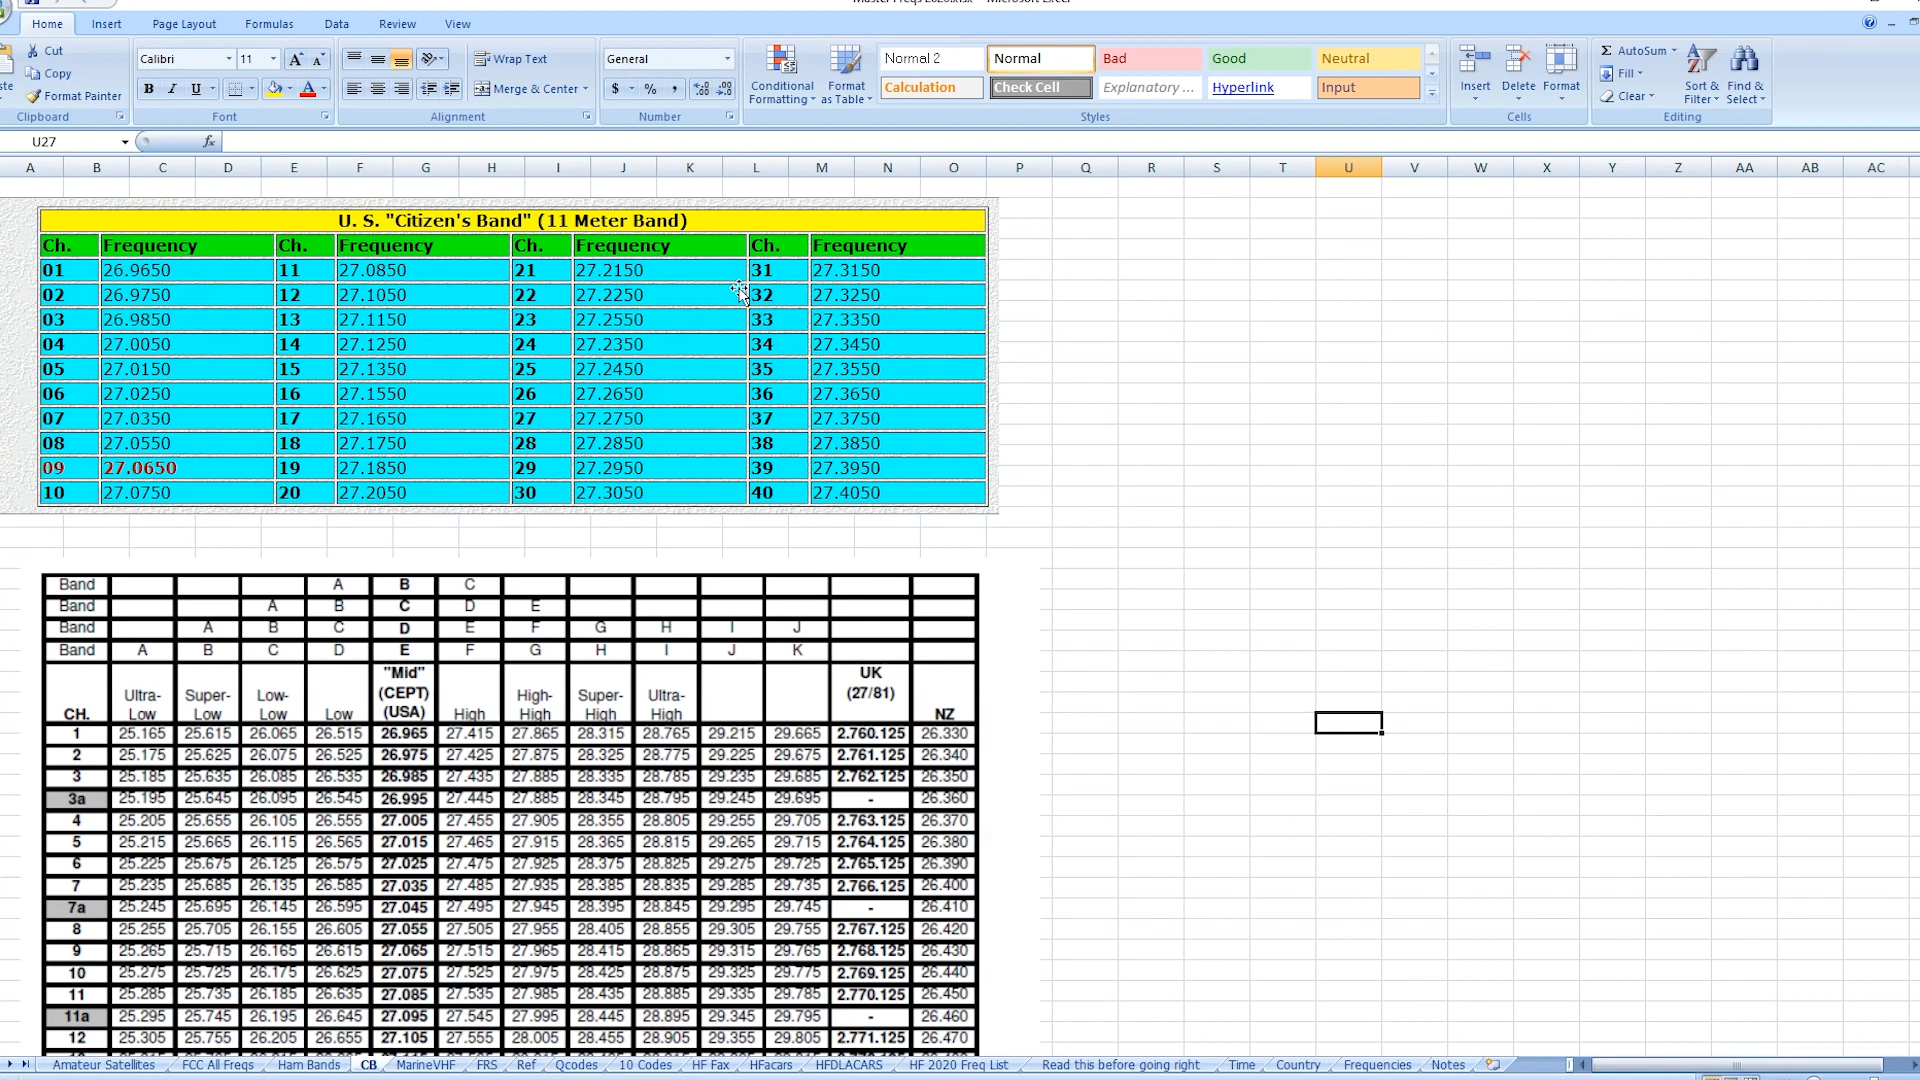 Home Insert Page Layout Formulas Data Review View
Cut
Copy
Format Painter
Clipboard
Calibri 11
B I U
Font
Wrap Text
Merge & Center
Alignment
General
$ % ,
Number
Conditional Formatting
Format as Table
Normal 2 Normal Bad Good Neutral
Calculation Check Cell Explanatory ... Hyperlink Input
Styles
Insert Delete Format
Cells
AutoSum
Fill
Clear
Sort & Filter
Find & Select
Editing
U27 fx
A B C D E F G H I J K L M N O P Q R S T U V W X Y Z AA AB AC
U. S. "Citizen's Band" (11 Meter Band)
Ch. Frequency Ch. Frequency Ch. Frequency Ch. Frequency
01 26.9650 11 27.0850 21 27.2150 31 27.3150
02 26.9750 12 27.1050 22 27.2250 32 27.3250
03 26.9850 13 27.1150 23 27.2550 33 27.3350
04 27.0050 14 27.1250 24 27.2350 34 27.3450
05 27.0150 15 27.1350 25 27.2450 35 27.3550
06 27.0250 16 27.1550 26 27.2650 36 27.3650
07 27.0350 17 27.1650 27 27.2750 37 27.3750
08 27.0550 18 27.1750 28 27.2850 38 27.3850
09 27.0650 19 27.1850 29 27.2950 39 27.3950
10 27.0750 20 27.2050 30 27.3050 40 27.4050
Band A B C
Band A B C D E
Band A B C D E F G H I J
Band A B C D E F G H I J K
CH. Ultra-Low Super-Low Low-Low Low "Mid" (CEPT) (USA) High High-High Super-High Ultra-High UK (27/81) NZ
1 25.165 25.615 26.065 26.515 26.965 27.415 27.865 28.315 28.765 29.215 29.665 2.760.125 26.330
2 25.175 25.625 26.075 26.525 26.975 27.425 27.875 28.325 28.775 29.225 29.675 2.761.125 26.340
3 25.185 25.635 26.085 26.535 26.985 27.435 27.885 28.335 28.785 29.235 29.685 2.762.125 26.350
3a 25.195 25.645 26.095 26.545 26.995 27.445 27.885 28.345 28.795 29.245 29.695 - 26.360
4 25.205 25.655 26.105 26.555 27.005 27.455 27.905 28.355 28.805 29.255 29.705 2.763.125 26.370
5 25.215 25.665 26.115 26.565 27.015 27.465 27.915 28.365 28.815 29.265 29.715 2.764.125 26.380
6 25.225 25.675 26.125 26.575 27.025 27.475 27.925 28.375 28.825 29.275 29.725 2.765.125 26.390
7 25.235 25.685 26.135 26.585 27.035 27.485 27.935 28.385 28.835 29.285 29.735 2.766.125 26.400
7a 25.245 25.695 26.145 26.595 27.045 27.495 27.945 28.395 28.845 29.295 29.745 - 26.410
8 25.255 25.705 26.155 26.605 27.055 27.505 27.955 28.405 28.855 29.305 29.755 2.767.125 26.420
9 25.265 25.715 26.165 26.615 27.065 27.515 27.965 28.415 28.865 29.315 29.765 2.768.125 26.430
10 25.275 25.725 26.175 26.625 27.075 27.525 27.975 28.425 28.875 29.325 29.775 2.769.125 26.440
11 25.285 25.735 26.185 26.635 27.085 27.535 27.985 28.435 28.885 29.335 29.785 2.770.125 26.450
11a 25.295 25.745 26.195 26.645 27.095 27.545 27.995 28.445 28.895 29.345 29.795 - 26.460
12 25.305 25.755 26.205 26.655 27.105 27.555 28.005 28.455 28.905 29.355 29.805 2.771.125 26.470
Amateur Satellites FCC All Freqs Ham Bands CB MarineVHF FRS Ref Qcodes 10 Codes HF Fax HFacars HFDLACARS HF 2020 Freq List Read this before going right Time Country Frequencies Notes